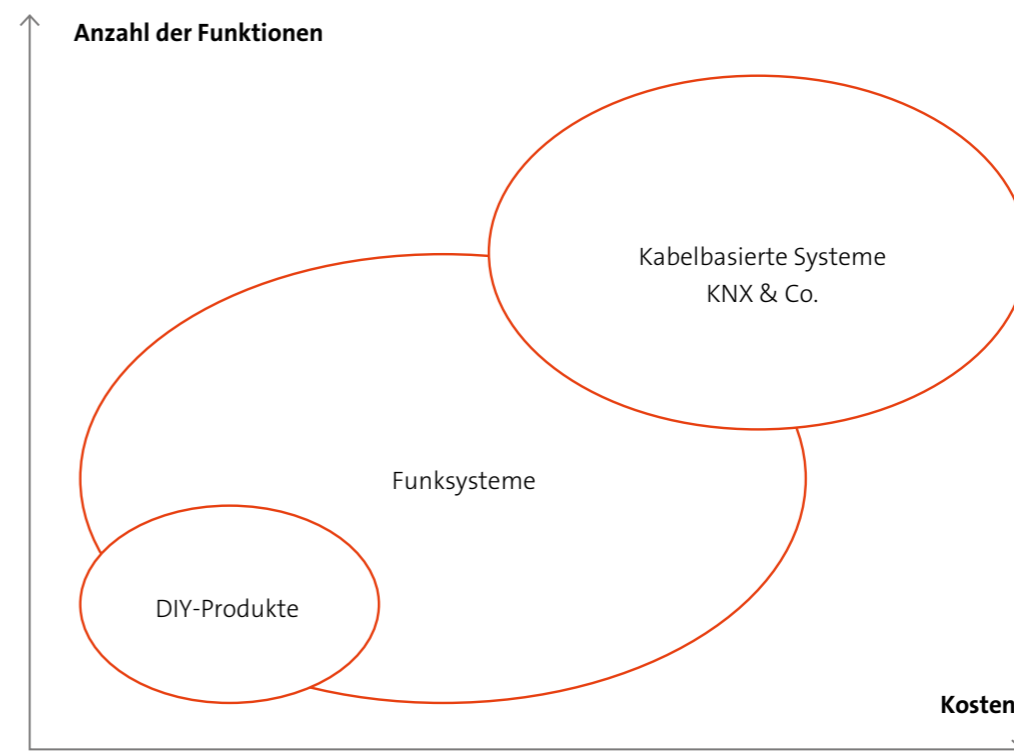 Anzahl der Funktionen
Kabelbasierte Systeme
KNX & Co.
Funksysteme
DIY-Produkte
Kosten